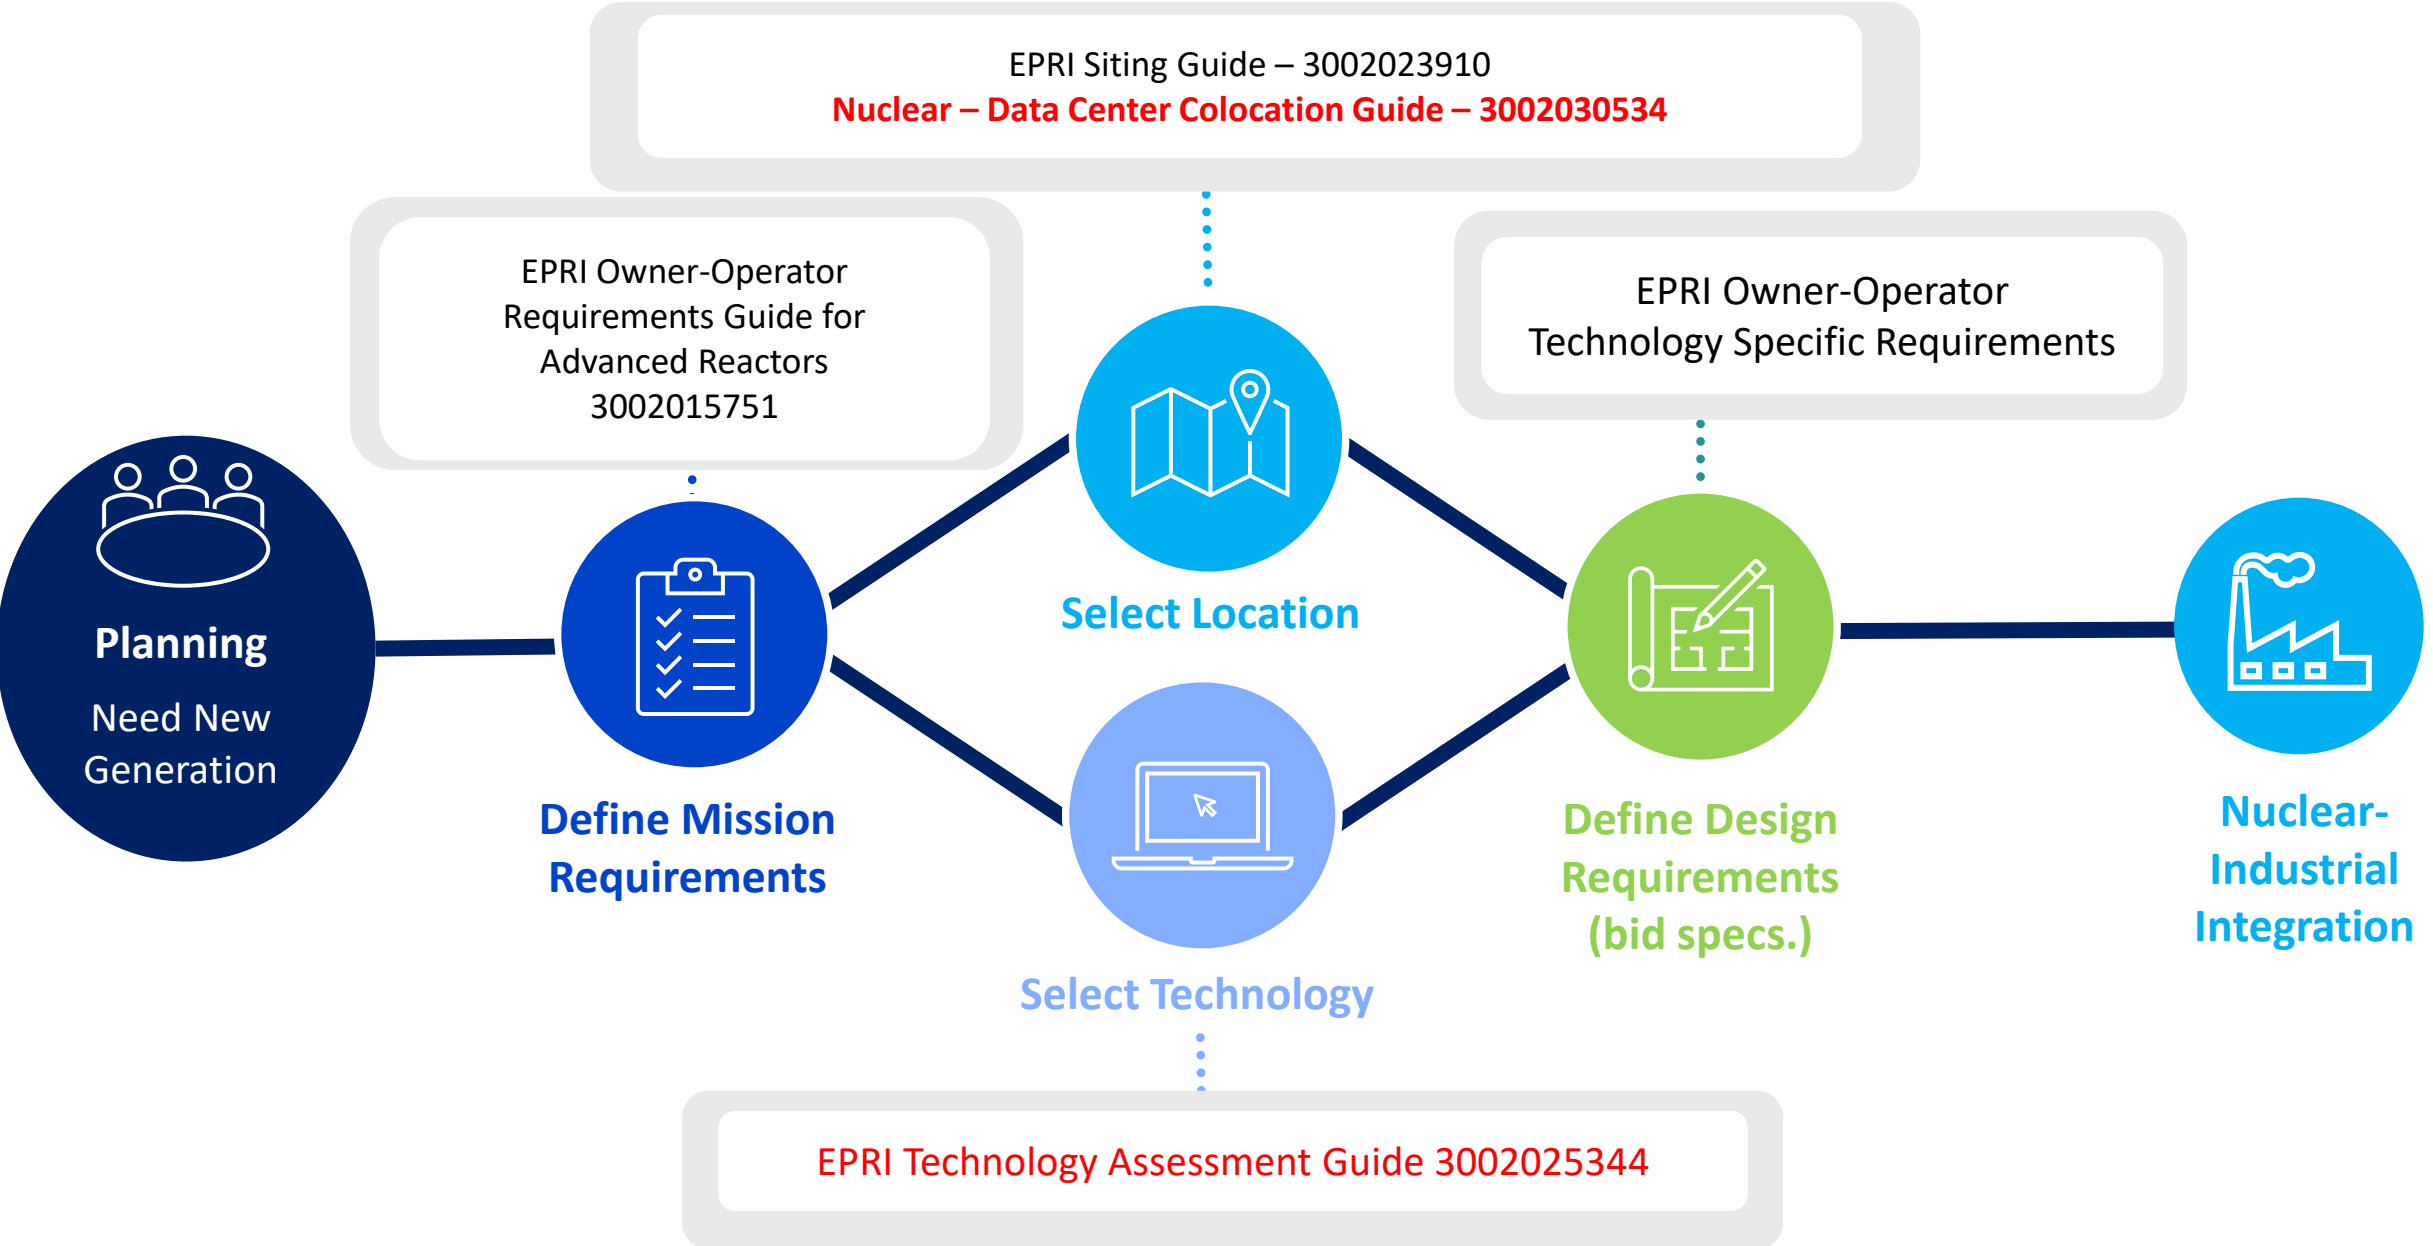 EPRI Siting Guide – 3002023910
Nuclear – Data Center Colocation Guide – 3002030534
EPRI Owner-Operator
Requirements Guide for
Advanced Reactors
3002015751
EPRI Owner-Operator
Technology Specific Requirements
Planning
Need New
Generation
Define Mission
Requirements
Select Location
Select Technology
Define Design
Requirements
(bid specs.)
Nuclear-
Industrial
Integration
EPRI Technology Assessment Guide 3002025344